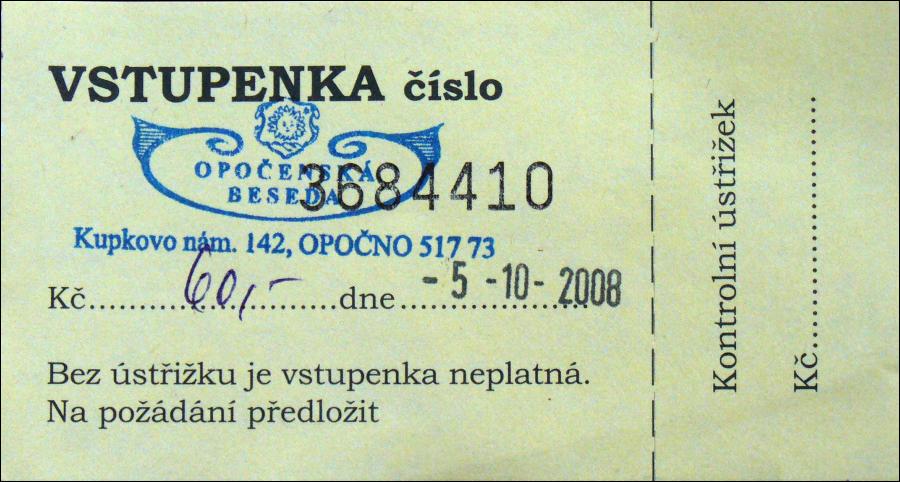 VSTUPENKA číslo
OPOČENSKÁ
BESEDA
3684410
Kupkovo nám. 142, OPOČNO 517 73
Kč..........60,-..........dne ..- 5 -10- 2008
Bez ústřižku je vstupenka neplatná.
Na požádání předložit
Kontrolní ústřižek
Kč..............................